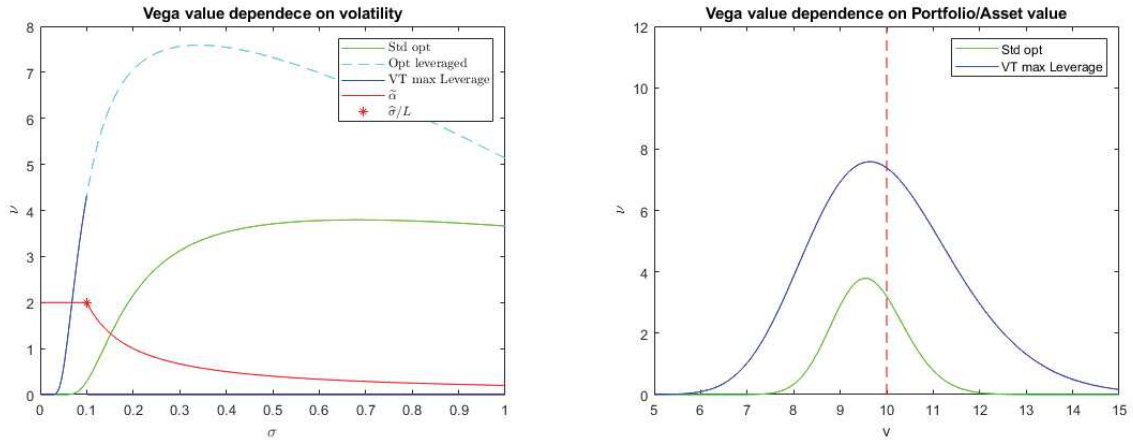 Vega value dependece on volatility
8
7
6
5
4
3
2
1
0
ν
Std opt
Opt leveraged
VT max Leverage
α̃
σ̂/L
0 0.1 0.2 0.3 0.4 0.5 0.6 0.7 0.8 0.9 1
σ
Vega value dependence on Portfolio/Asset value
12
10
8
6
4
2
0
ν
Std opt
VT max Leverage
5 6 7 8 9 10 11 12 13 14 15
v